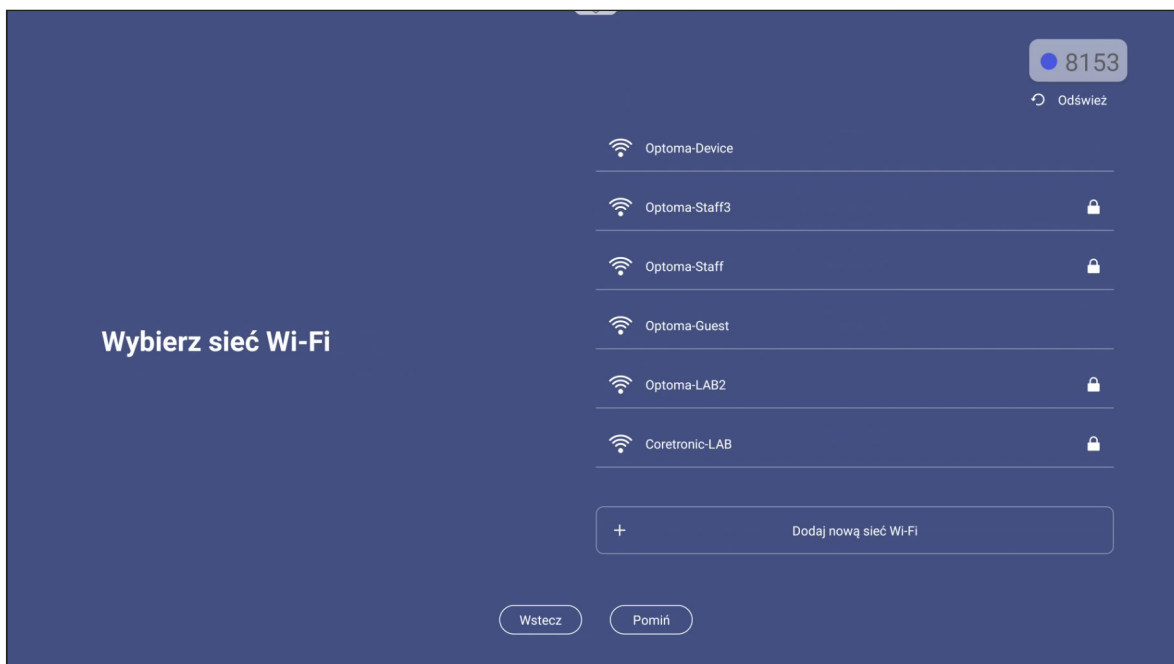 8153
Odśwież
Optoma-Device
Optoma-Staff3
Optoma-Staff
Optoma-Guest
Wybierz sieć Wi-Fi
Optoma-LAB2
Coretronic-LAB
+ Dodaj nową sieć Wi-Fi
Wstecz
Pomiń